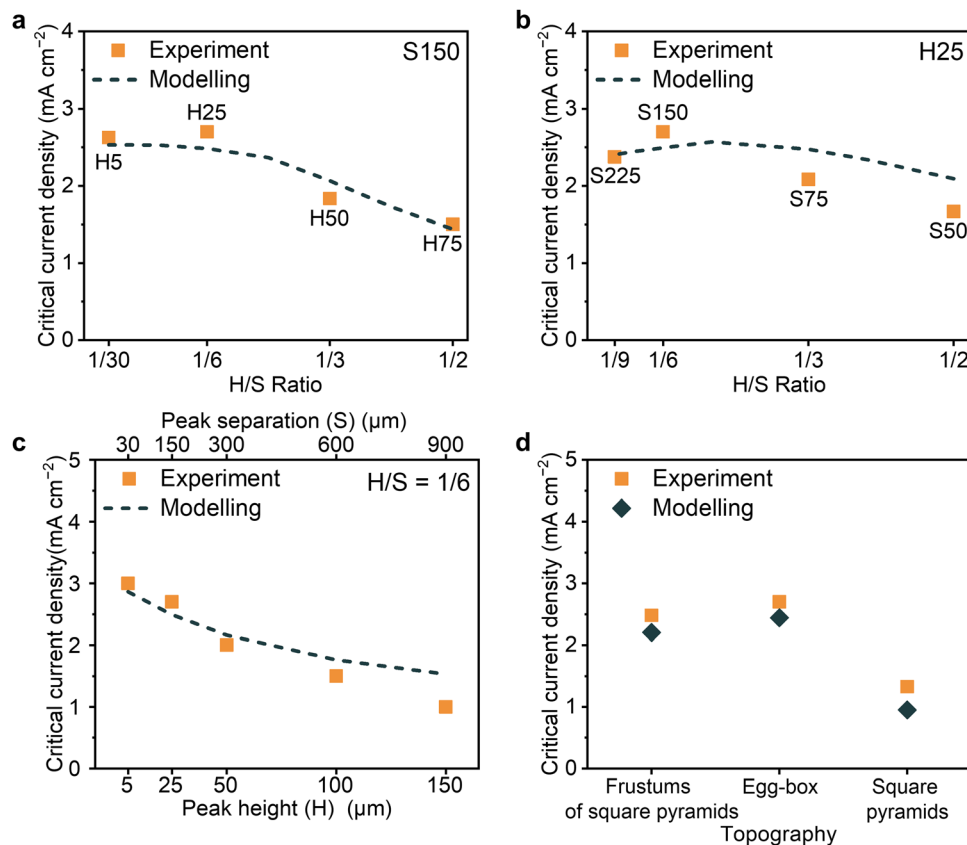 a
Critical current density (mA cm⁻²)
4
3
2
1
0
Experiment
Modelling
S150
H5
H25
H50
H75
1/30
1/6
1/3
1/2
H/S Ratio
b
Critical current density (mA cm⁻²)
4
3
2
1
0
Experiment
Modelling
H25
S225
S150
S75
S50
1/9
1/6
1/3
1/2
H/S Ratio
c
Peak separation (S) (μm)
30
150
300
600
900
Critical current density(mA cm⁻²)
5
4
3
2
1
0
Experiment
Modelling
H/S = 1/6
5
25
50
100
150
Peak height (H) (μm)
d
Critical current density (mA cm⁻²)
5
4
3
2
1
0
Experiment
Modelling
Frustums
of square pyramids
Egg-box
Square
pyramids
Topography